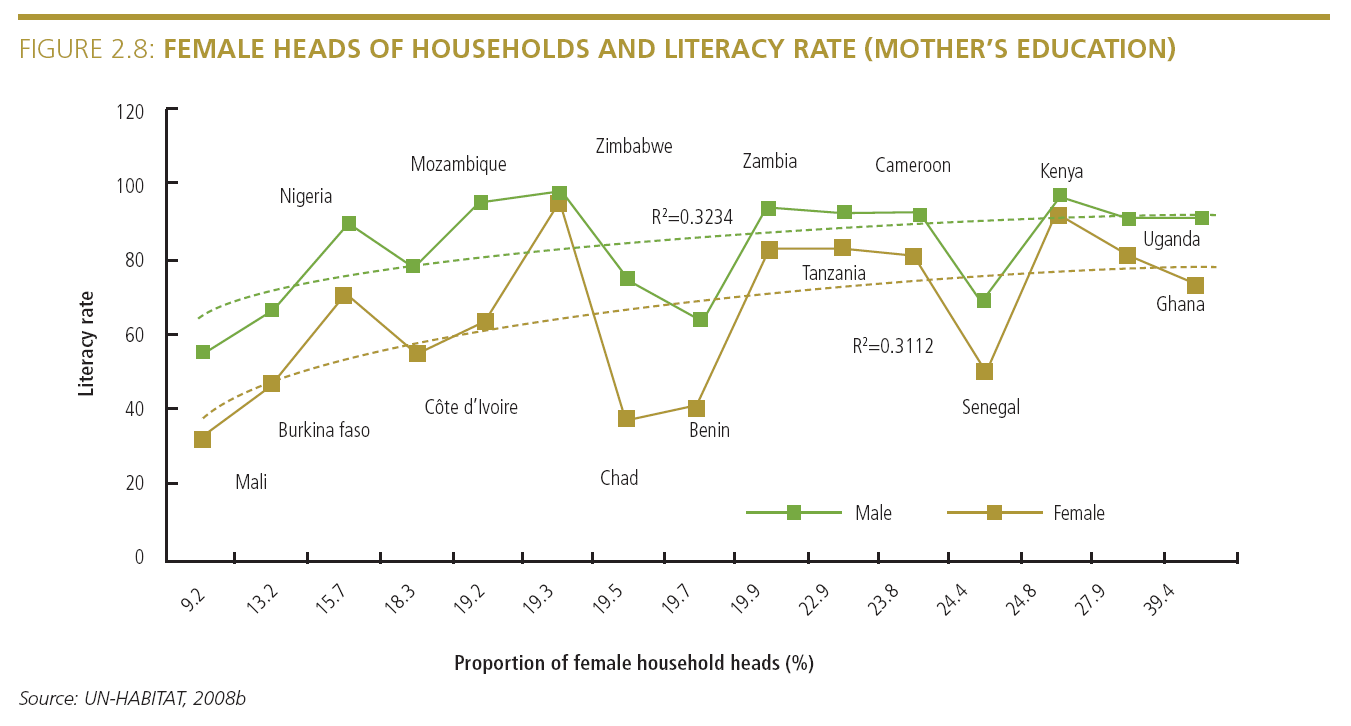 FIGURE 2.8: FEMALE HEADS OF HOUSEHOLDS AND LITERACY RATE (MOTHER’S EDUCATION)
120
100
80
60
40
20
0
Literacy rate
Zimbabwe
Mozambique
Zambia
Cameroon
Kenya
Nigeria
R²=0.3234
Uganda
Tanzania
Ghana
R²=0.3112
Côte d’Ivoire
Senegal
Burkina faso
Benin
Mali
Chad
Male
Female
9.2
13.2
15.7
18.3
19.2
19.3
19.5
19.7
19.9
22.9
23.8
24.4
24.8
27.9
39.4
Proportion of female household heads (%)
Source: UN-HABITAT, 2008b